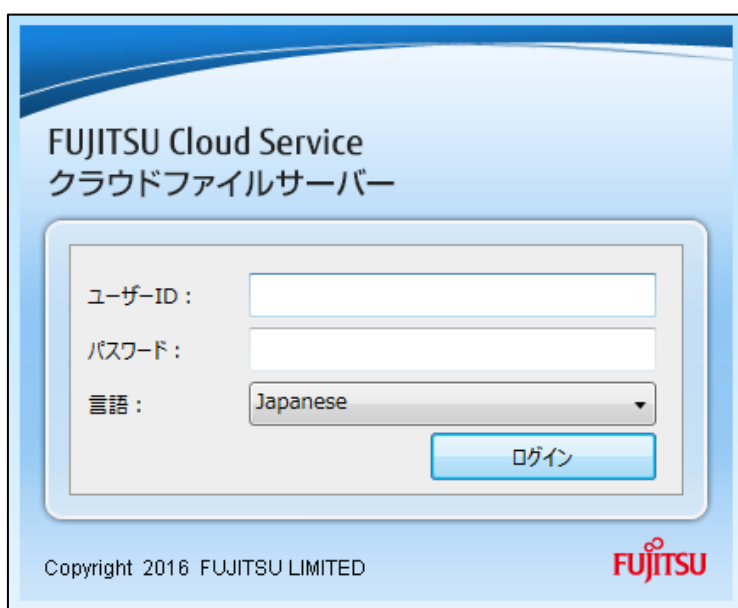 FUJITSU Cloud Service
クラウドファイルサーバー
ユーザーID：
パスワード：
言語：
Japanese
ログイン
Copyright 2016 FUJITSU LIMITED
FUJITSU